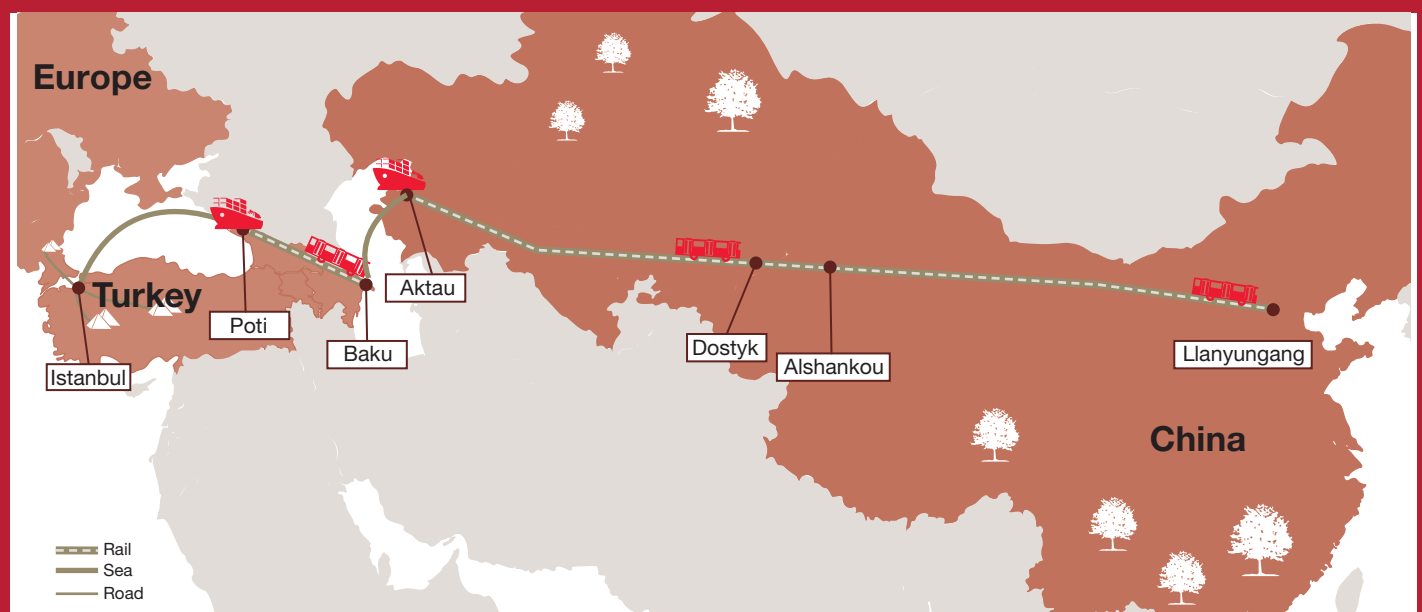 Europe
Turkey
Istanbul
Poti
Baku
Aktau
Dostyk
Alshankou
Llanyungang
China
Rail
Sea
Road